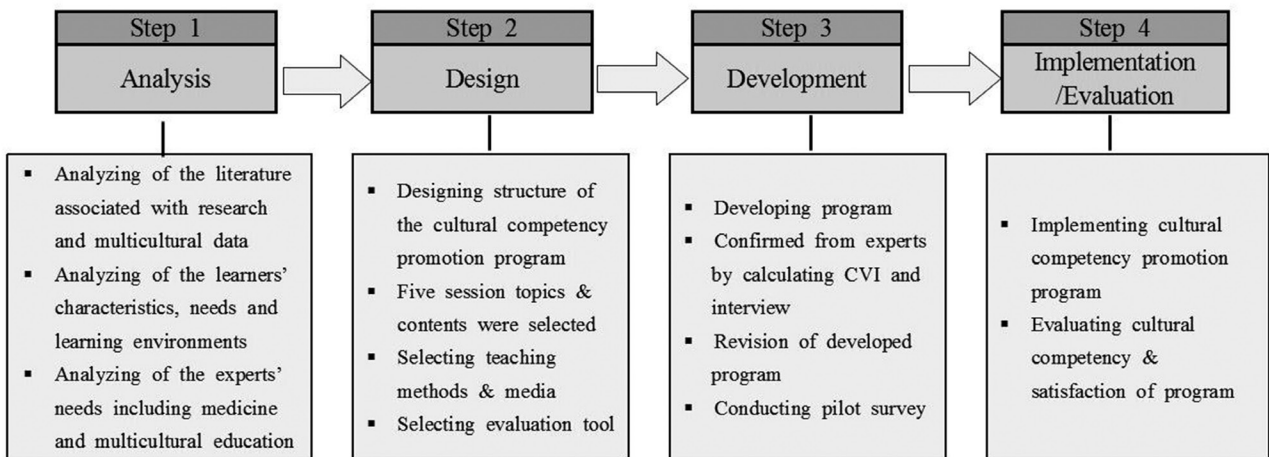 Step 1
Analysis
▪ Analyzing of the literature
associated with research
and multicultural data
▪ Analyzing of the learners’
characteristics, needs and
learning environments
▪ Analyzing of the experts’
needs including medicine
and multicultural education
Step 2
Design
▪ Designing structure of
the cultural competency
promotion program
▪ Five session topics &
contents were selected
▪ Selecting teaching
methods & media
▪ Selecting evaluation tool
Step 3
Development
▪ Developing program
▪ Confirmed from experts
by calculating CVI and
interview
▪ Revision of developed
program
▪ Conducting pilot survey
Step 4
Implementation
/Evaluation
▪ Implementing cultural
competency promotion
program
▪ Evaluating cultural
competency &
satisfaction of program